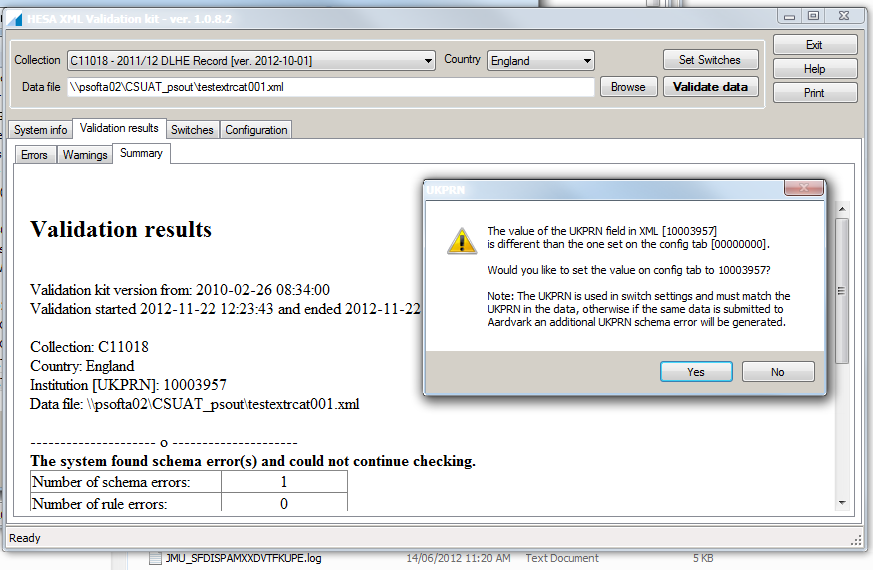 HESA XML Validation kit - ver. 1.0.8.2
Collection C11018 - 2011/12 DLHE Record [ver. 2012-10-01] Country England Set Switches Exit
Data file \\psofta02\CSUAT_psout\testextrcat001.xml Browse Validate data Help
Print
System info Validation results Switches Configuration
Errors Warnings Summary
Validation results
Validation kit version from: 2010-02-26 08:34:00
Validation started 2012-11-22 12:23:43 and ended 2012-11-22
Collection: C11018
Country: England
Institution [UKPRN]: 10003957
Data file: \\psofta02\CSUAT_psout\testextrcat001.xml
--------------------- o ---------------------
The system found schema error(s) and could not continue checking.
Number of schema errors: 1
Number of rule errors: 0
UKPRN
The value of the UKPRN field in XML [10003957]
is different than the one set on the config tab [00000000].
Would you like to set the value on config tab to 10003957?
Note: The UKPRN is used in switch settings and must match the
UKPRN in the data, otherwise if the same data is submitted to
Aardvark an additional UKPRN schema error will be generated.
Yes No
Ready
JMU_SFDISPAMXXDVTFKUPE.log 14/06/2012 11:20 AM Text Document 5 KB